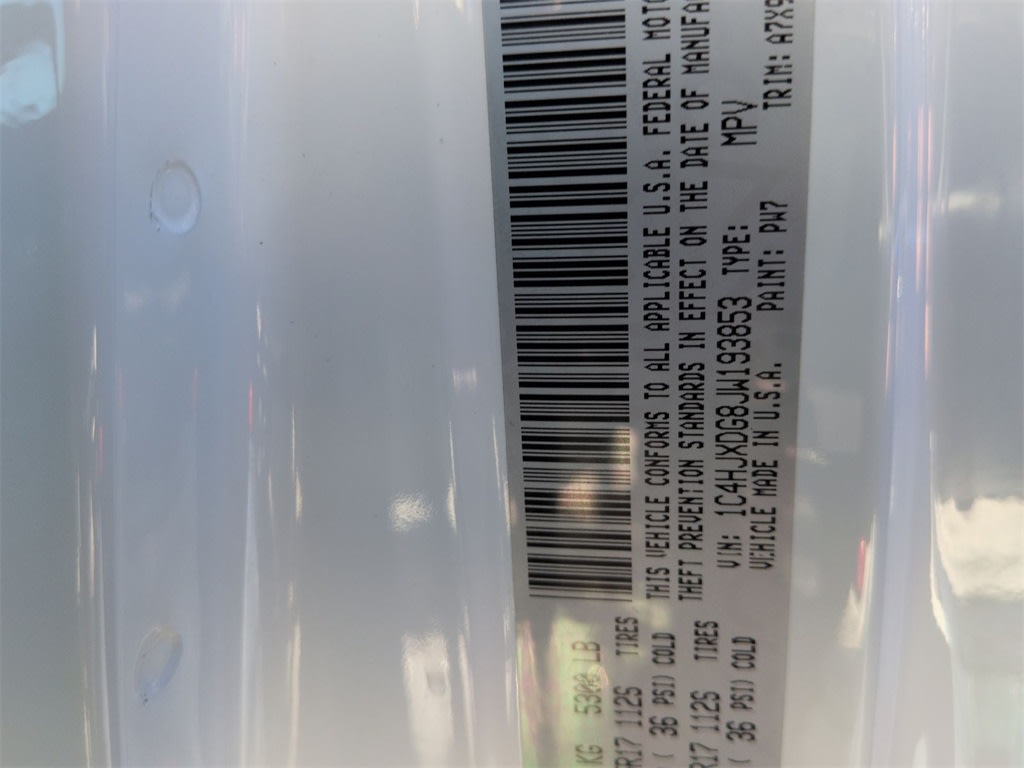 KG 5300 LB
R17 112S TIRES
( 36 PSI) COLD
R17 112S TIRES
( 36 PSI) COLD
THIS VEHICLE CONFORMS TO ALL APPLICABLE U.S.A. FEDERAL MOTO
THEFT PREVENTION STANDARDS IN EFFECT ON THE DATE OF MANUFA
VIN: 1C4HJXDG8JW193853 TYPE: MPV
VEHICLE MADE IN U.S.A. PAINT: PW7 TRIM: A7X9